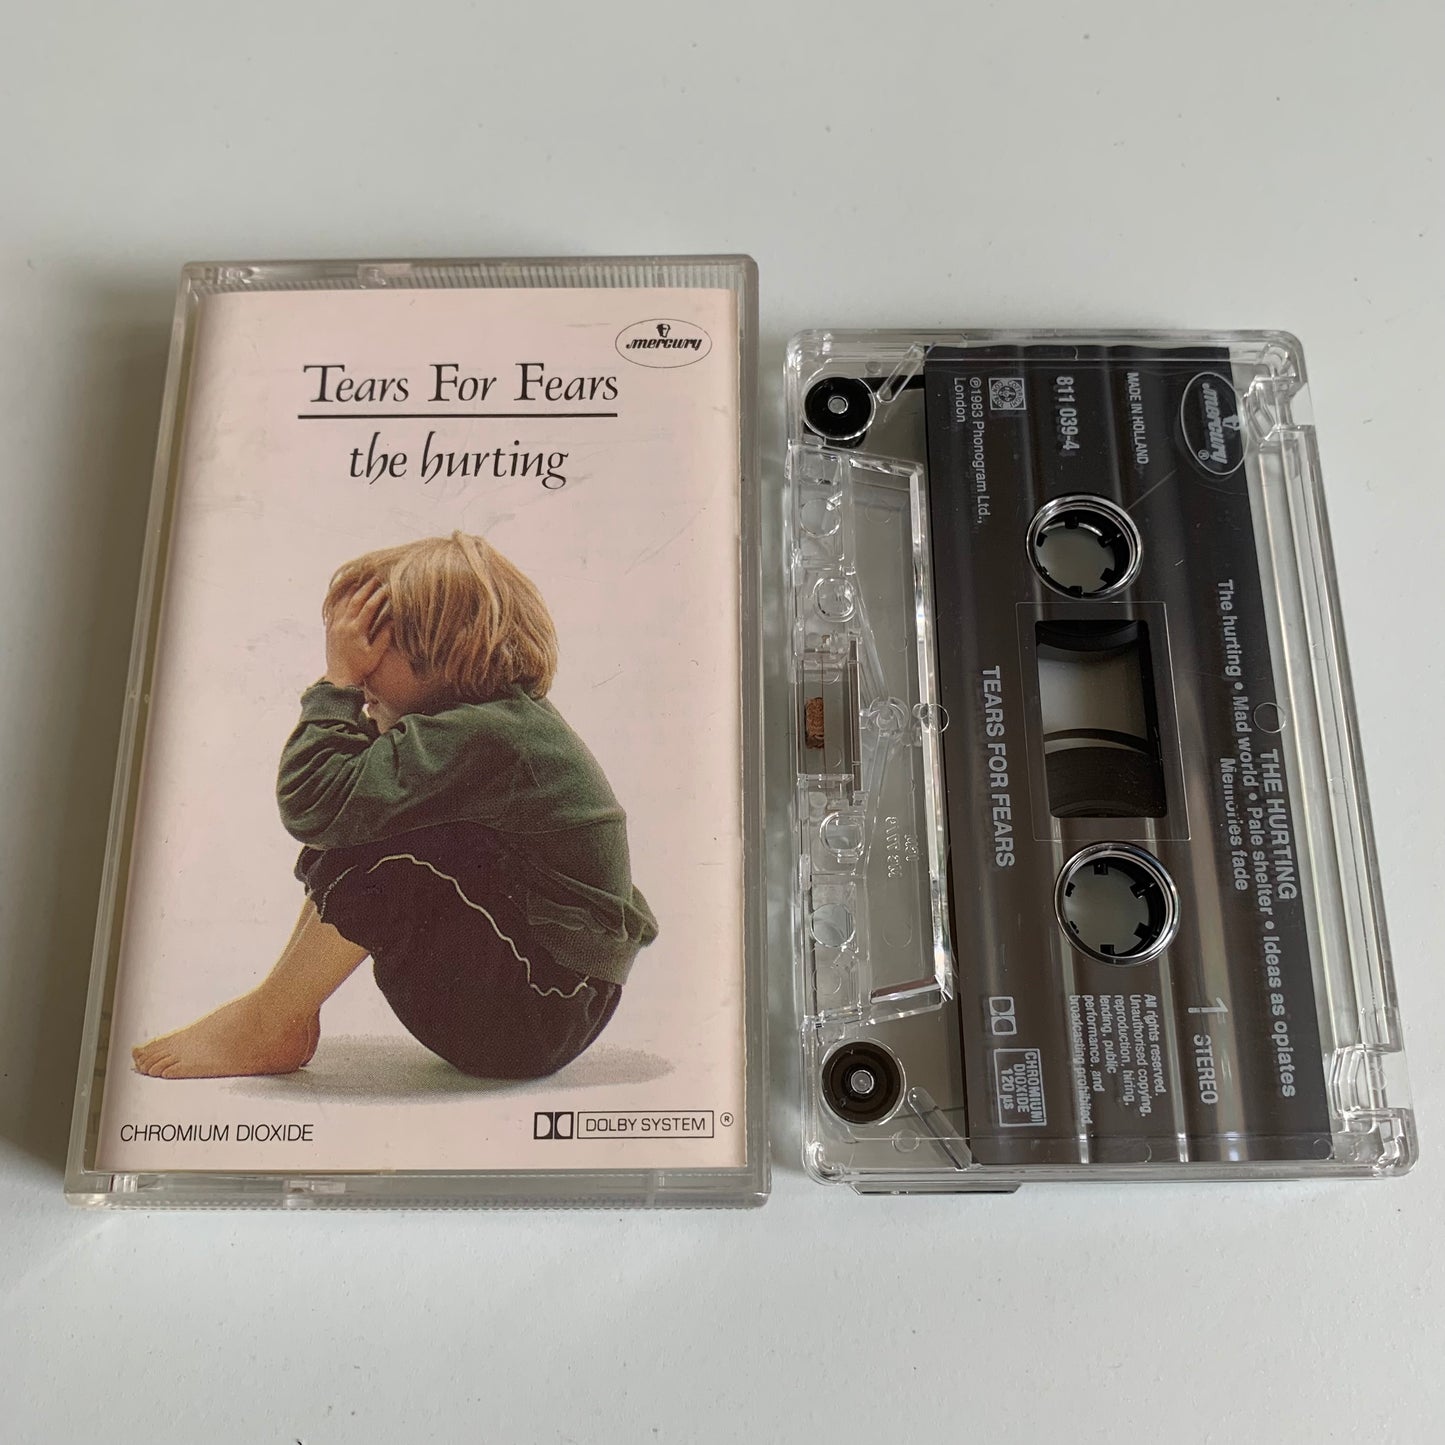 mercury
Tears For Fears
the hurting
CHROMIUM DIOXIDE
DOLBY SYSTEM ®
mercury ®
MADE IN HOLLAND
811 039-4
℗1983 Phonogram Ltd.,
London
THE HURTING
The hurting • Mad world • Pale shelter • Ideas as opiates
Memories fade
TEARS FOR FEARS
1
STEREO
All rights reserved.
Unauthorised copying,
reproduction, hiring,
lending, public
performance, and
broadcasting prohibited.
CHROMIUM
DIOXIDE
120 µs